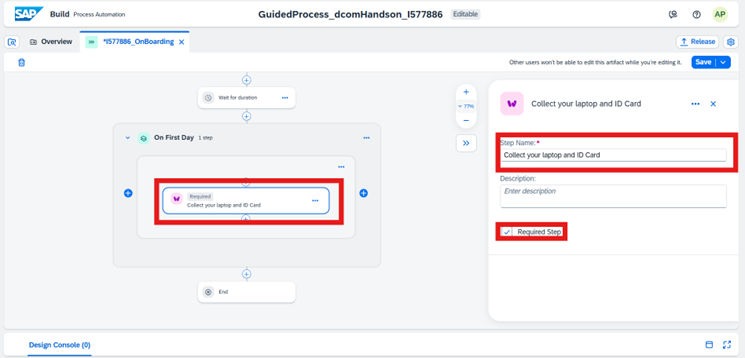 SAP Build Process Automation
GuidedProcess_dcomHandson_I577886 Editable
AP
Overview
*I577886_OnBoarding
Release
Other users won't be able to edit this artifact while you're editing it.
Save
Wait for duration
77%
On First Day 1 step
Required
Collect your laptop and ID Card
End
Collect your laptop and ID Card
Step Name:*
Collect your laptop and ID Card
Description:
Enter description
Required Step
Design Console (0)